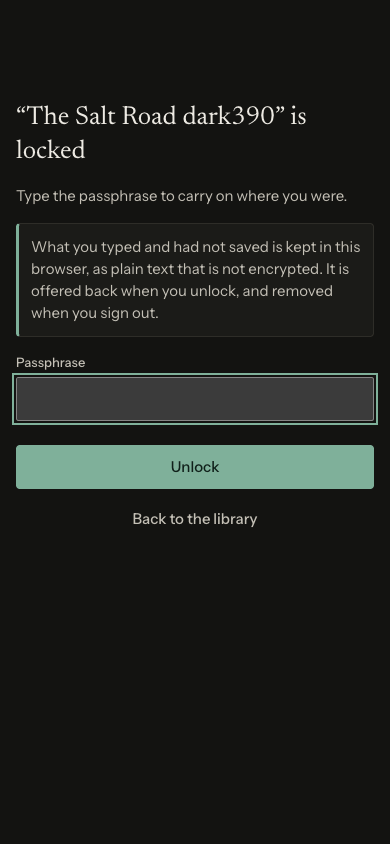 “The Salt Road dark390” is
locked
Type the passphrase to carry on where you were.
What you typed and had not saved is kept in this
browser, as plain text that is not encrypted. It is
offered back when you unlock, and removed
when you sign out.
Passphrase
Unlock
Back to the library